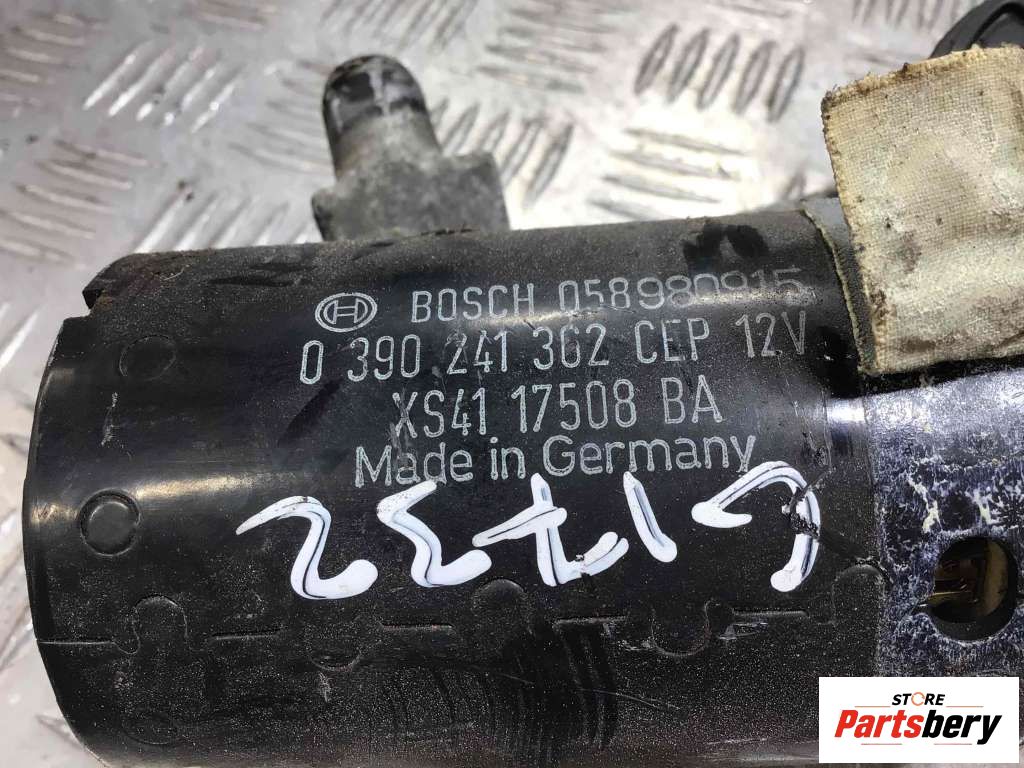 BOSCH 058980915
0 390 241 362 CEP 12V
XS41 17508 BA
Made in Germany
STORE
Partsbery